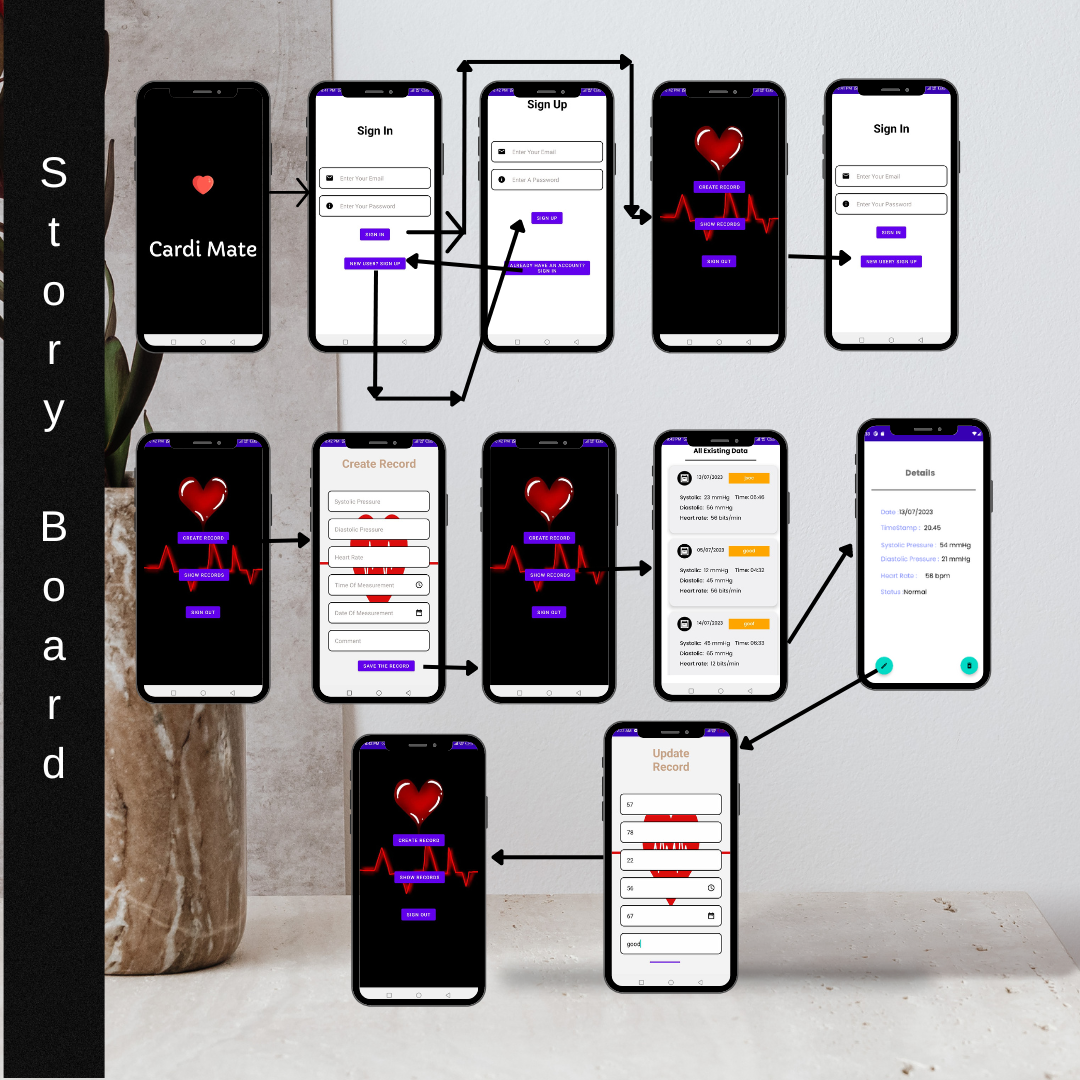 Story Board
Cardi Mate
Sign In
Enter Your Email
Enter Your Password
SIGN IN
NEW USER? SIGN UP
Sign Up
Enter Your Email
Enter A Password
SIGN UP
ALREADY HAVE AN ACCOUNT?
SIGN IN
CREATE RECORD
SHOW RECORDS
SIGN OUT
Sign In
Enter Your Email
Enter Your Password
SIGN IN
NEW USER? SIGN UP
CREATE RECORD
SHOW RECORDS
SIGN OUT
Create Record
Systolic Pressure
Diastolic Pressure
Heart Rate
Time Of Measurement
Date Of Measurement
Comment
SAVE THE RECORD
CREATE RECORD
SHOW RECORDS
SIGN OUT
All Existing Data
13/07/2023
Systolic: 23 mmHg Time: 06:46
Diastolic: 56 mmHg
Heart rate: 56 bits/min
05/07/2023 good
Systolic: 12 mmHg Time: 04:32
Diastolic: 45 mmHg
Heart rate: 56 bits/min
14/07/2023 good
Systolic: 45 mmHg Time: 06:33
Diastolic: 65 mmHg
Heart rate: 12 bits/min
Details
Date 13/07/2023
TimeStamp : 20.45
Systolic Pressure : 54 mmHg
Diastolic Pressure : 21 mmHg
Heart Rate : 58 bpm
Status Normal
CREATE RECORD
SHOW RECORDS
SIGN OUT
Update
Record
57
78
22
56
67
good